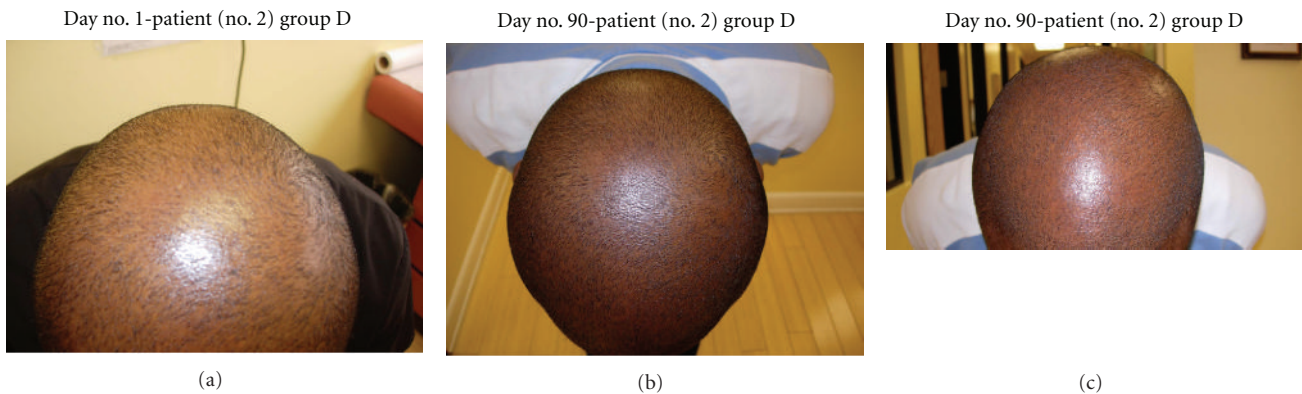 Day no. 1-patient (no. 2) group D
Day no. 90-patient (no. 2) group D
Day no. 90-patient (no. 2) group D
(a)
(b)
(c)